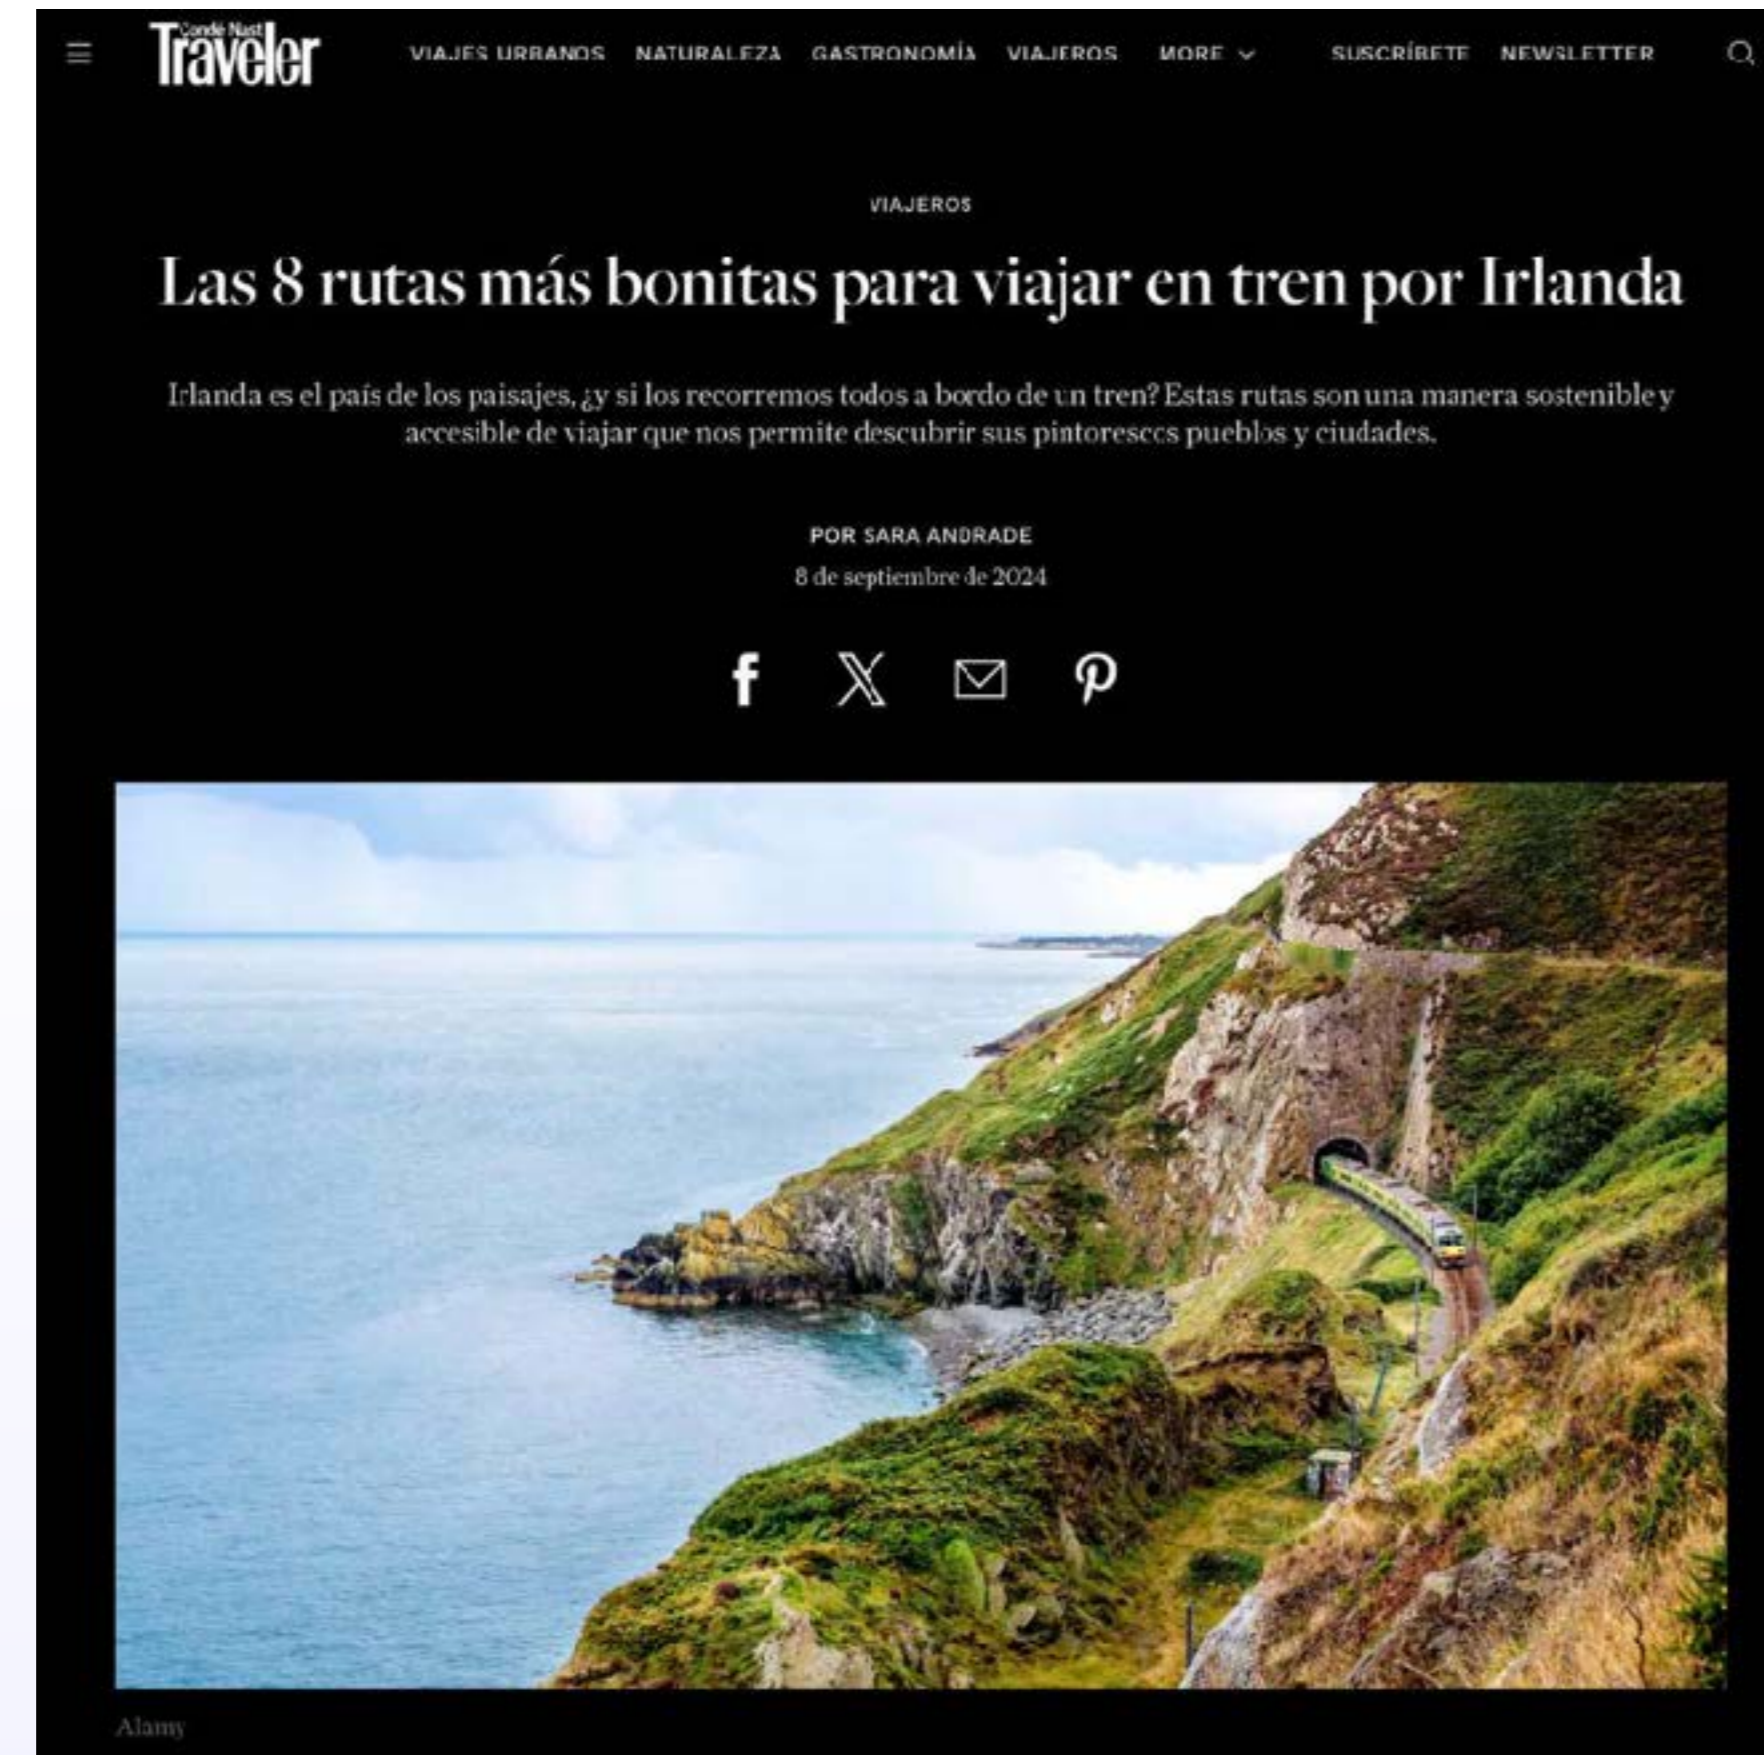 Condé Nast
Traveler
VIAJES URBANOS NATURALEZA GASTRONOMÍA VIAJEROS MORE SUSCRÍBETE NEWSLETTER
VIAJEROS
Las 8 rutas más bonitas para viajar en tren por Irlanda
Irlanda es el país de los paisajes, ¿y si los recorremos todos a bordo de un tren? Estas rutas son una manera sostenible y
accesible de viajar que nos permite descubrir sus pintorescos pueblos y ciudades.
POR SARA ANDRADE
8 de septiembre de 2024
Alamy